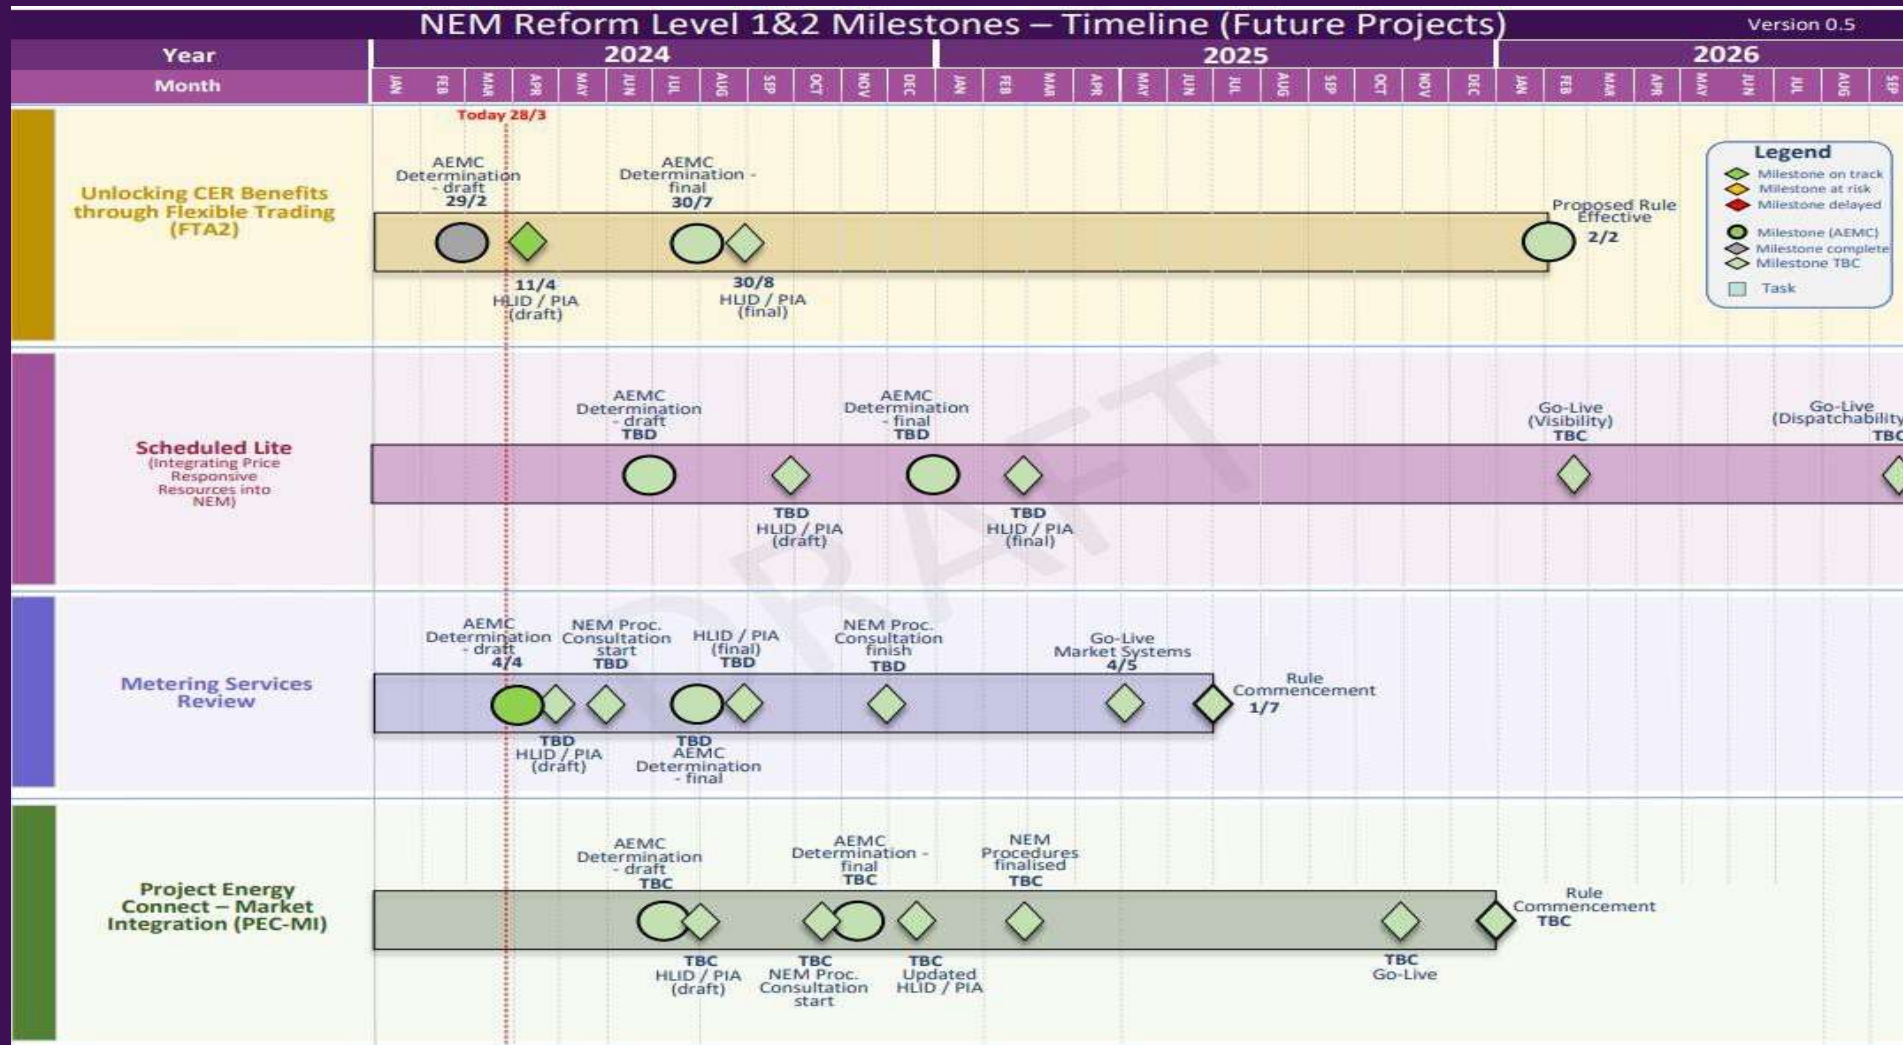 NEM Reform Level 1&2 Milestones – Timeline (Future Projects)
Version 0.5
Year
2024
2025
2026
Month
JAN FEB MAR APR MAY JUN JUL AUG SEP OCT NOV DEC JAN FEB MAR APR MAY JUN JUL AUG SEP OCT NOV DEC JAN FEB MAR APR MAY JUN JUL AUG SEP
Today 28/3
Unlocking CER Benefits
through Flexible Trading
(FTA2)
AEMC
Determination
- draft
29/2
11/4
HLID / PIA
(draft)
AEMC
Determination -
final
30/7
30/8
HLID / PIA
(final)
Proposed Rule
Effective
2/2
Legend
Milestone on track
Milestone at risk
Milestone delayed
Milestone (AEMC)
Milestone complete
Milestone TBC
Task
Scheduled Lite
(Integrating Price
Responsive
Resources into
NEM)
AEMC
Determination
- draft
TBD
TBD
HLID / PIA
(draft)
AEMC
Determination
- final
TBD
TBD
HLID / PIA
(final)
Go-Live
(Visibility)
TBC
Go-Live
(Dispatchability
TBC
DRAFT
Metering Services
Review
AEMC
Determination
- draft
4/4
TBD
HLID / PIA
(draft)
NEM Proc.
Consultation
start
TBD
TBD
AEMC
Determination
- final
HLID / PIA
(final)
TBD
NEM Proc.
Consultation
finish
TBD
Go-Live
Market Systems
4/5
Rule
Commencement
1/7
Project Energy
Connect – Market
Integration (PEC-MI)
AEMC
Determination
- draft
TBC
TBC
HLID / PIA
(draft)
TBC
NEM Proc.
Consultation
start
AEMC
Determination -
final
TBC
TBC
Updated
HLID / PIA
NEM
Procedures
finalised
TBC
TBC
Go-Live
Rule
Commencement
TBC